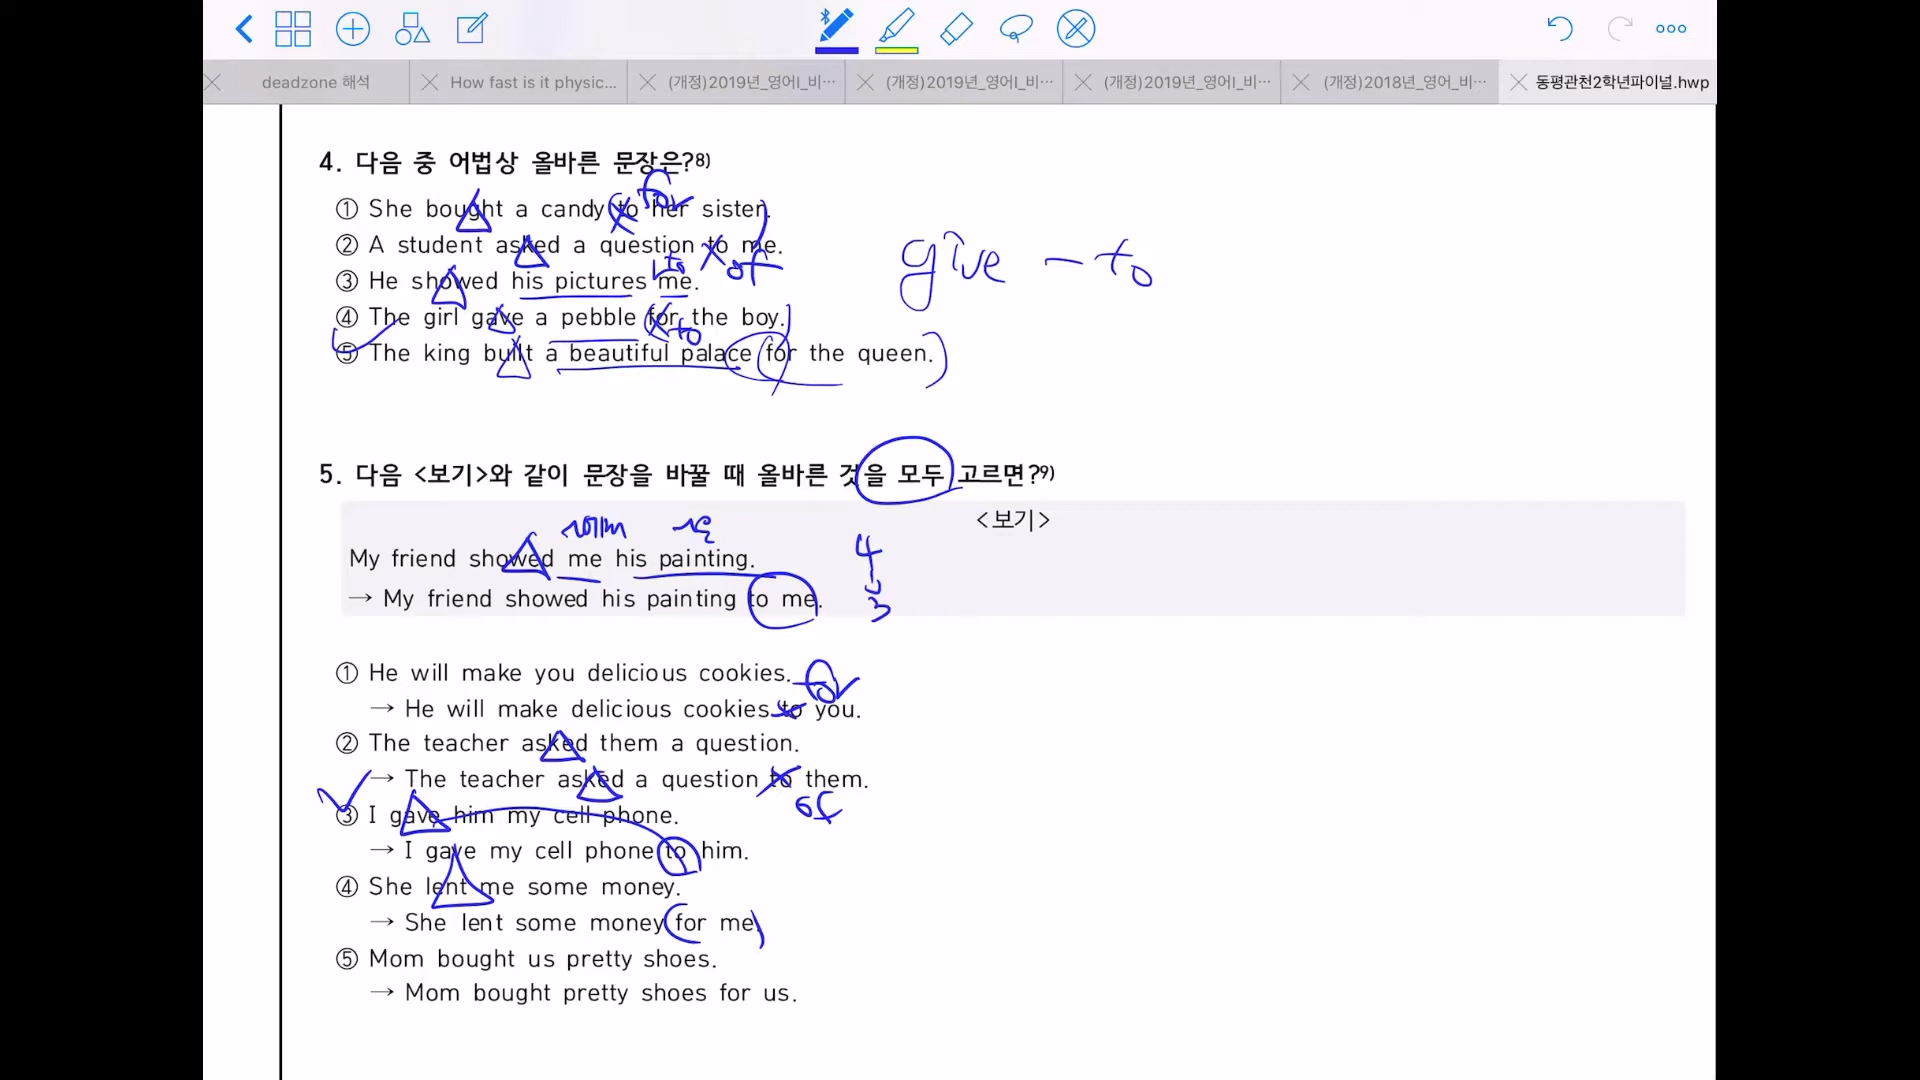 deadzone 해석
How fast is it physic...
(개정)2019년_영어I_비…
(개정)2019년_영어I_비…
(개정)2019년_영어I_비…
(개정)2018년_영어_비…
동평관천2학년파이널.hwp
4. 다음 중 어법상 올바른 문장은?8)
for
① She bought a candy to her sister.
② A student asked a question to me.
to
of
③ He showed his pictures me.
give - to
④ The girl gave a pebble for the boy.
to
⑤ The king built a beautiful palace for the queen.
5. 다음 <보기>와 같이 문장을 바꿀 때 올바른 것을 모두 고르면?9)
<보기>
4
My friend showed me his painting.
→ My friend showed his painting to me.
3
① He will make you delicious cookies.
for
→ He will make delicious cookies to you.
② The teacher asked them a question.
→ The teacher asked a question to them.
of
③ I gave him my cell phone.
→ I gave my cell phone to him.
④ She lent me some money.
→ She lent some money for me.
⑤ Mom bought us pretty shoes.
→ Mom bought pretty shoes for us.